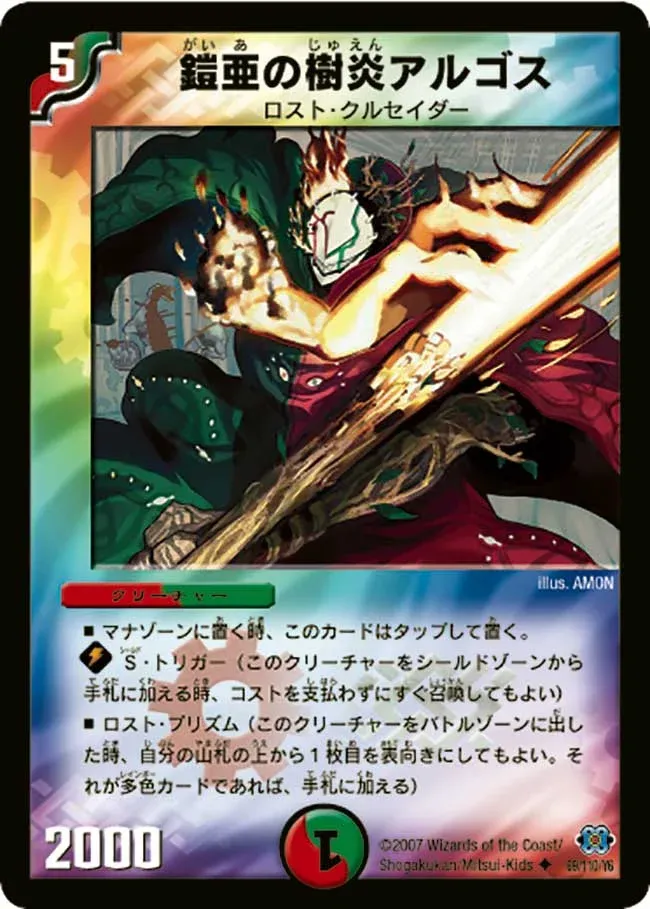 5
がい あ じゅえん
鎧亜の樹炎アルゴス
ロスト・クルセイダー
illus. AMON
クリーチャー
■ マナゾーンに置く時、このカードはタップして置く。
S・トリガー（このクリーチャーをシールドゾーンから
手札に加える時、コストを支払わずにすぐ召喚してもよい）
■ ロスト・プリズム（このクリーチャーをバトルゾーンに出し
た時、自分の山札の上から１枚目を表向きにしてもよい。そ
れが多色カードであれば、手札に加える）
2000
1
©2007 Wizards of the Coast/
Shogakukan/Mitsui-Kids ◆ 69/110/Y6